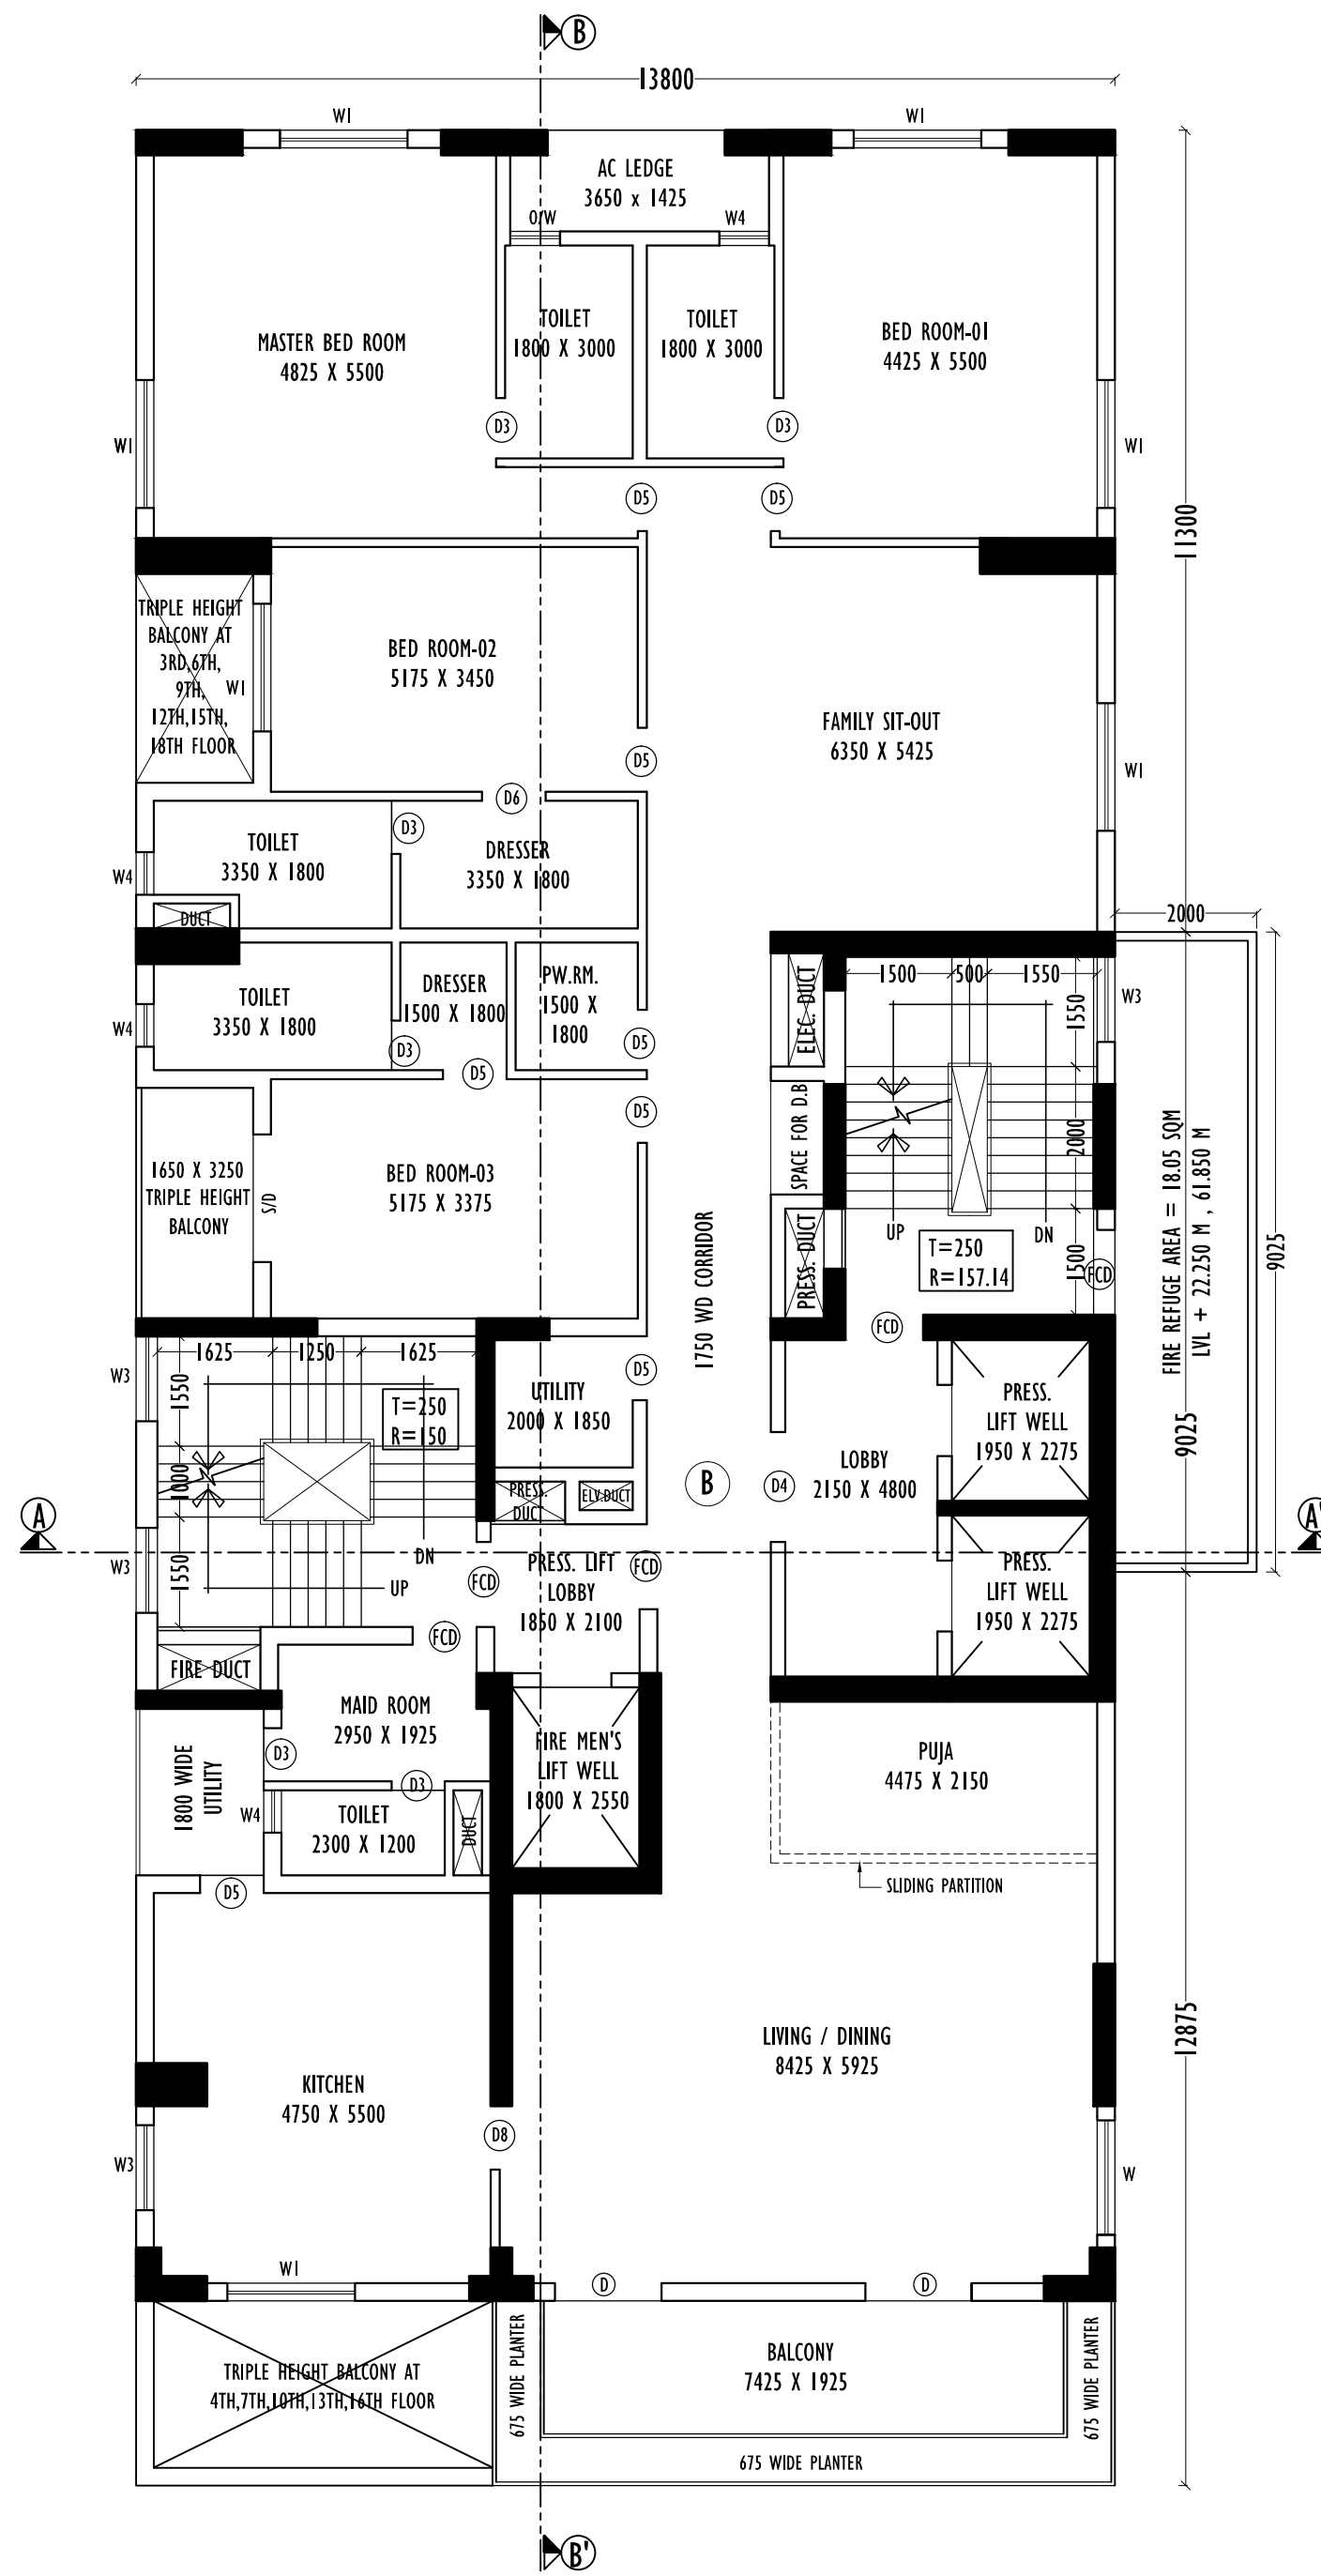 B
13800
W1
W1
AC LEDGE
3650 x 1425
O/W
W4
MASTER BED ROOM
4825 X 5500
TOILET
1800 X 3000
TOILET
1800 X 3000
BED ROOM-01
4425 X 5500
D3
D3
W1
W1
D5
D5
11300
TRIPLE HEIGHT
BALCONY AT
3RD,6TH,
9TH,
12TH,15TH,
18TH FLOOR
W1
BED ROOM-02
5175 X 3450
FAMILY SIT-OUT
6350 X 5425
D5
W1
D6
D3
TOILET
3350 X 1800
DRESSER
3350 X 1800
W4
DUCT
2000
TOILET
3350 X 1800
DRESSER
1500 X 1800
PW.RM.
1500 X
1800
W4
D3
D5
D5
D5
ELEC. DUCT
1500
500
1550
1550
W3
SPACE FOR D.B
2000
PRESS. DUCT
UP
DN
T=250
R=157.14
1500
FCD
FCD
FIRE REFUGE AREA = 18.05 SQM
LVL + 22.250 M , 61.850 M
9025
9025
1650 X 3250
TRIPLE HEIGHT
BALCONY
S/D
BED ROOM-03
5175 X 3375
1750 WD CORRIDOR
W3
1625
1250
1625
1550
T=250
R=150
1000
1550
DN
UP
W3
D5
UTILITY
2000 X 1850
PRESS.
DUCT
ELV.DUCT
B
D4
LOBBY
2150 X 4800
PRESS.
LIFT WELL
1950 X 2275
PRESS.
LIFT WELL
1950 X 2275
A
A'
FCD
FCD
FCD
PRESS. LIFT
LOBBY
1850 X 2100
FIRE DUCT
MAID ROOM
2950 X 1925
D3
D3
1800 WIDE
UTILITY
W4
TOILET
2300 X 1200
DUCT
FIRE MEN'S
LIFT WELL
1800 X 2550
PUJA
4475 X 2150
SLIDING PARTITION
D5
12875
KITCHEN
4750 X 5500
LIVING / DINING
8425 X 5925
D8
W3
W
W1
D
D
TRIPLE HEIGHT BALCONY AT
4TH,7TH,10TH,13TH,16TH FLOOR
675 WIDE PLANTER
BALCONY
7425 X 1925
675 WIDE PLANTER
675 WIDE PLANTER
B'